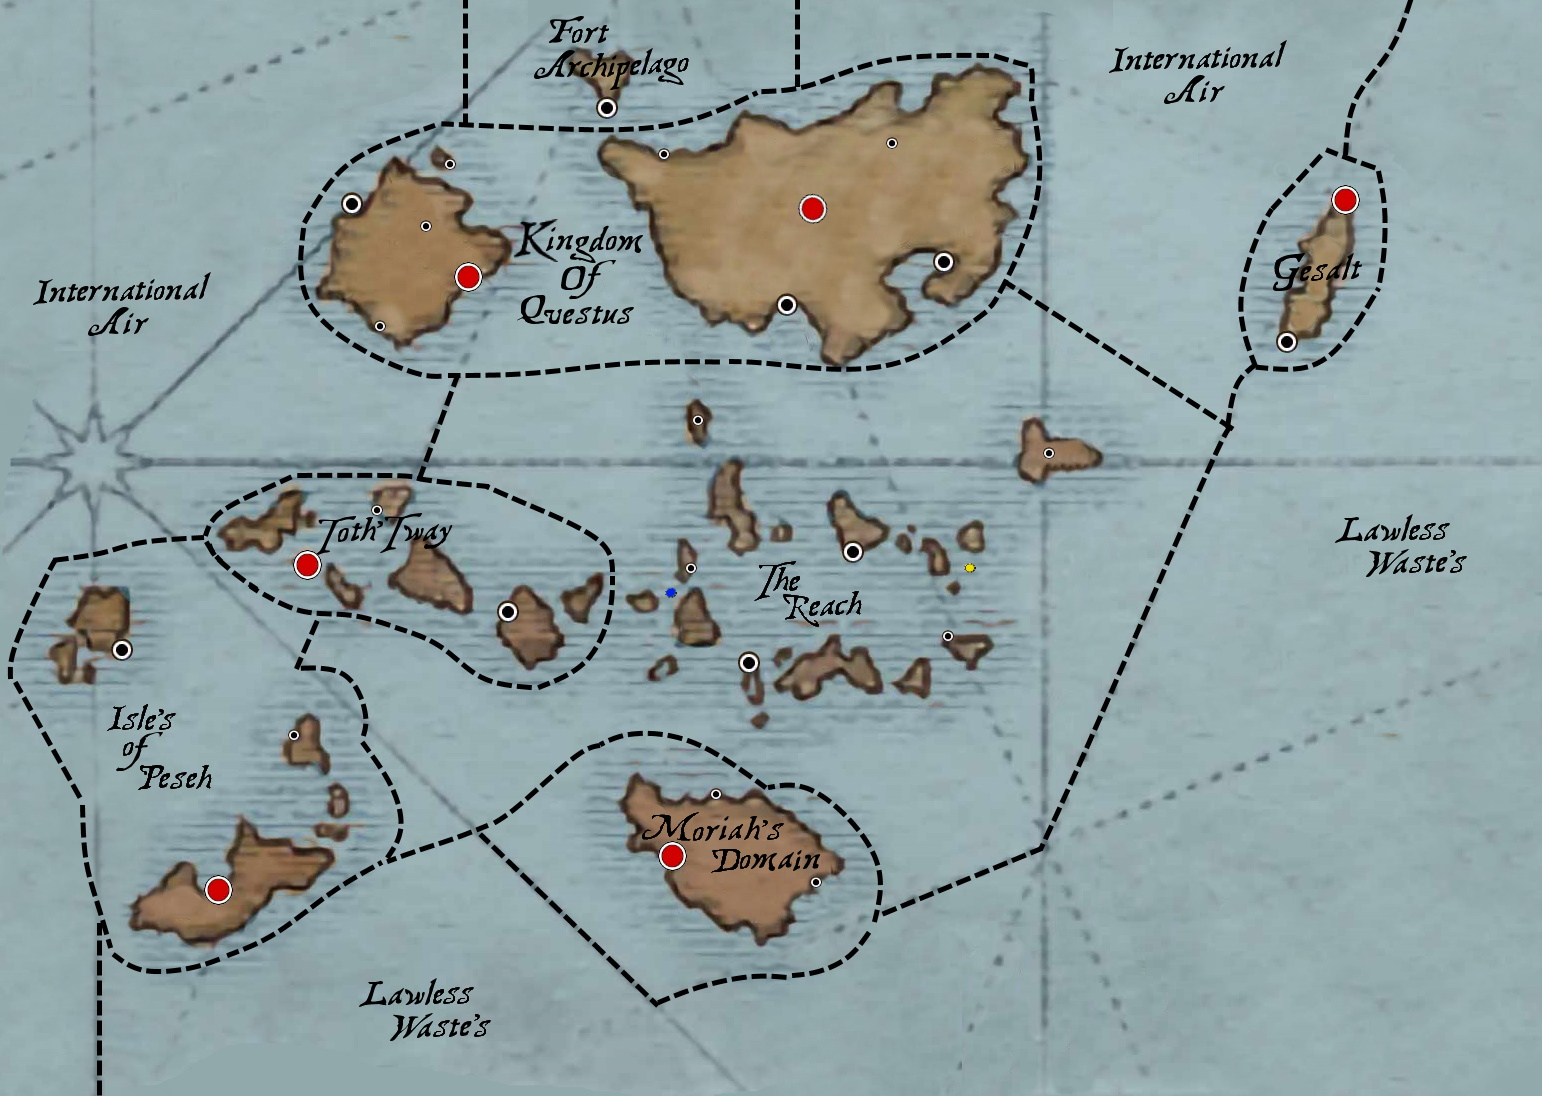 Fort
Archipelago
International
Air
Kingdom
Of
Questus
Gesalt
International
Air
Toth'Tway
Lawless
Waste's
The
Reach
Isle's
of
Peseh
Moriah's
Domain
Lawless
Waste's